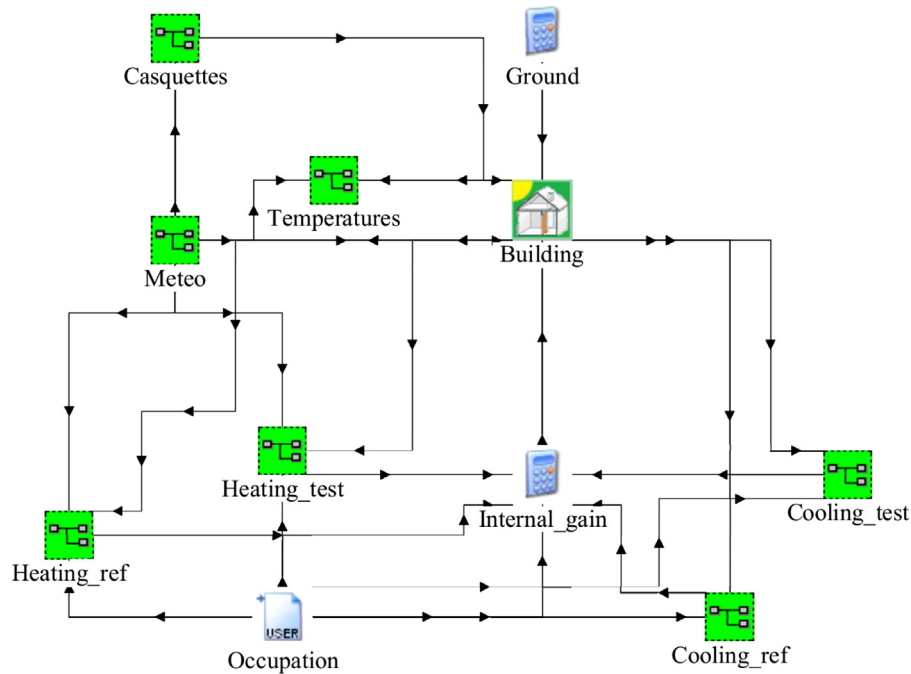 Casquettes
Ground
Temperatures
Meteo
Building
Heating_test
Internal_gain
Cooling_test
Heating_ref
USER
Occupation
Cooling_ref